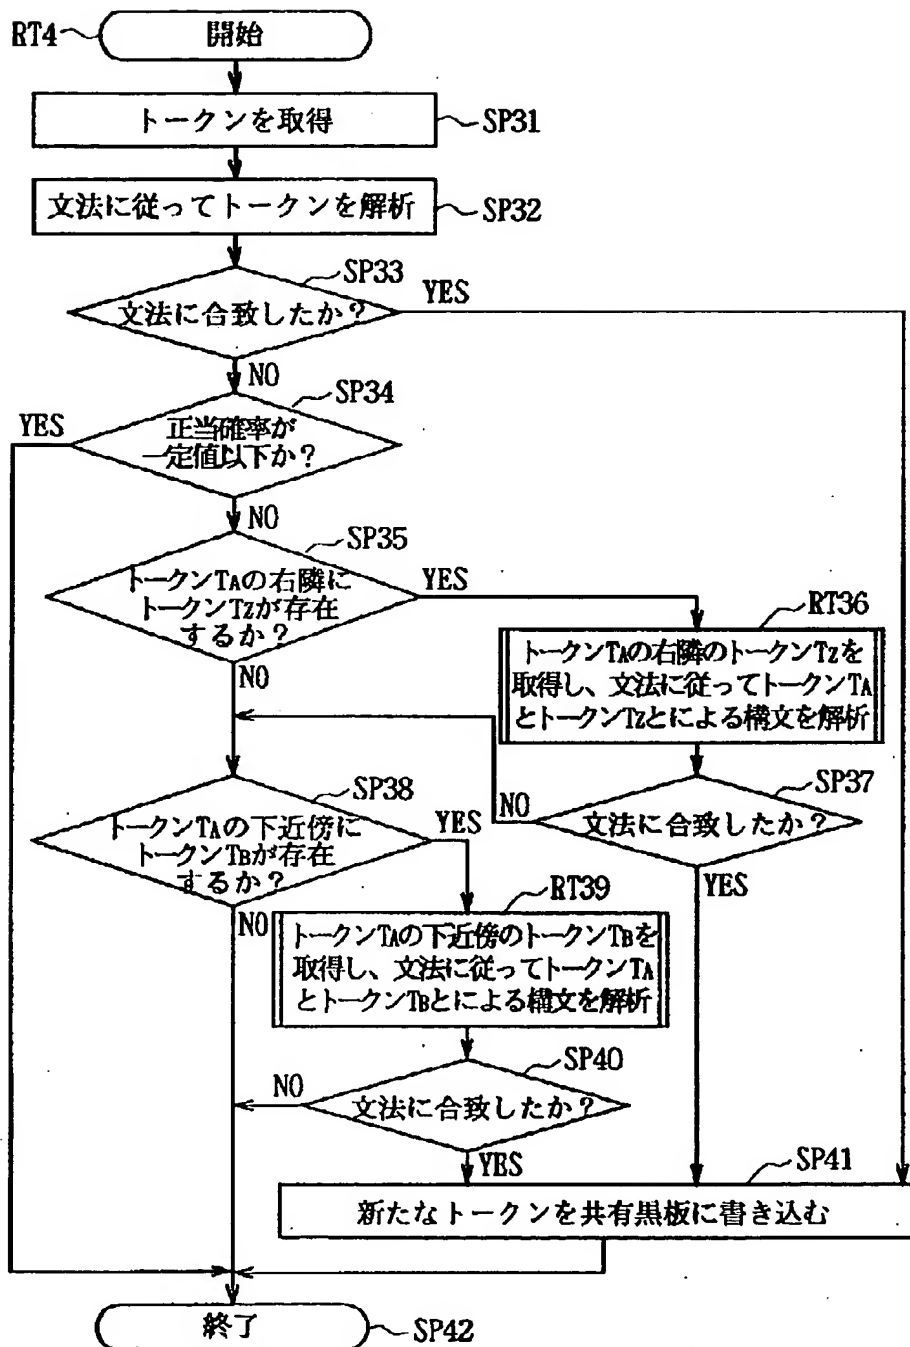 RT4
開始
トークンを取得
SP31
文法に従ってトークンを解析
SP32
SP33
文法に合致したか?
YES
NO
SP34
YES
正当確率が
一定値以下か?
NO
SP35
トークンTAの右隣に
トークンTZが存在
するか?
YES
NO
RT36
トークンTAの右隣のトークンTZを
取得し、文法に従ってトークンTA
とトークンTZとによる構文を解析
SP37
文法に合致したか?
NO
YES
SP38
トークンTAの下近傍に
トークンTBが存在
するか?
YES
NO
RT39
トークンTAの下近傍のトークンTBを
取得し、文法に従ってトークンTA
とトークンTBとによる構文を解析
SP40
文法に合致したか?
NO
YES
SP41
新たなトークンを共有黒板に書き込む
終了
SP42